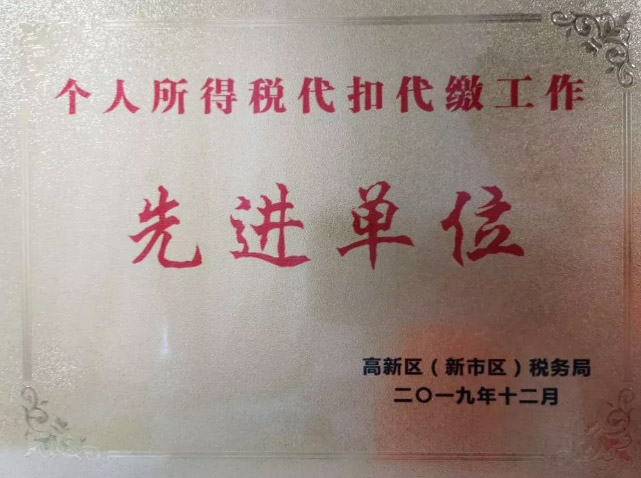 个人所得税代扣代缴工作
先进单位
高新区（新市区）税务局
二〇一九年十二月